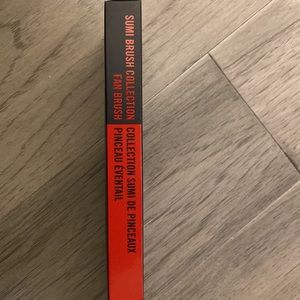 SUMI BRUSH COLLECTION
FAN BRUSH
COLLECTION SUMI DE PINCEAUX
PINCEAU ÉVENTAIL